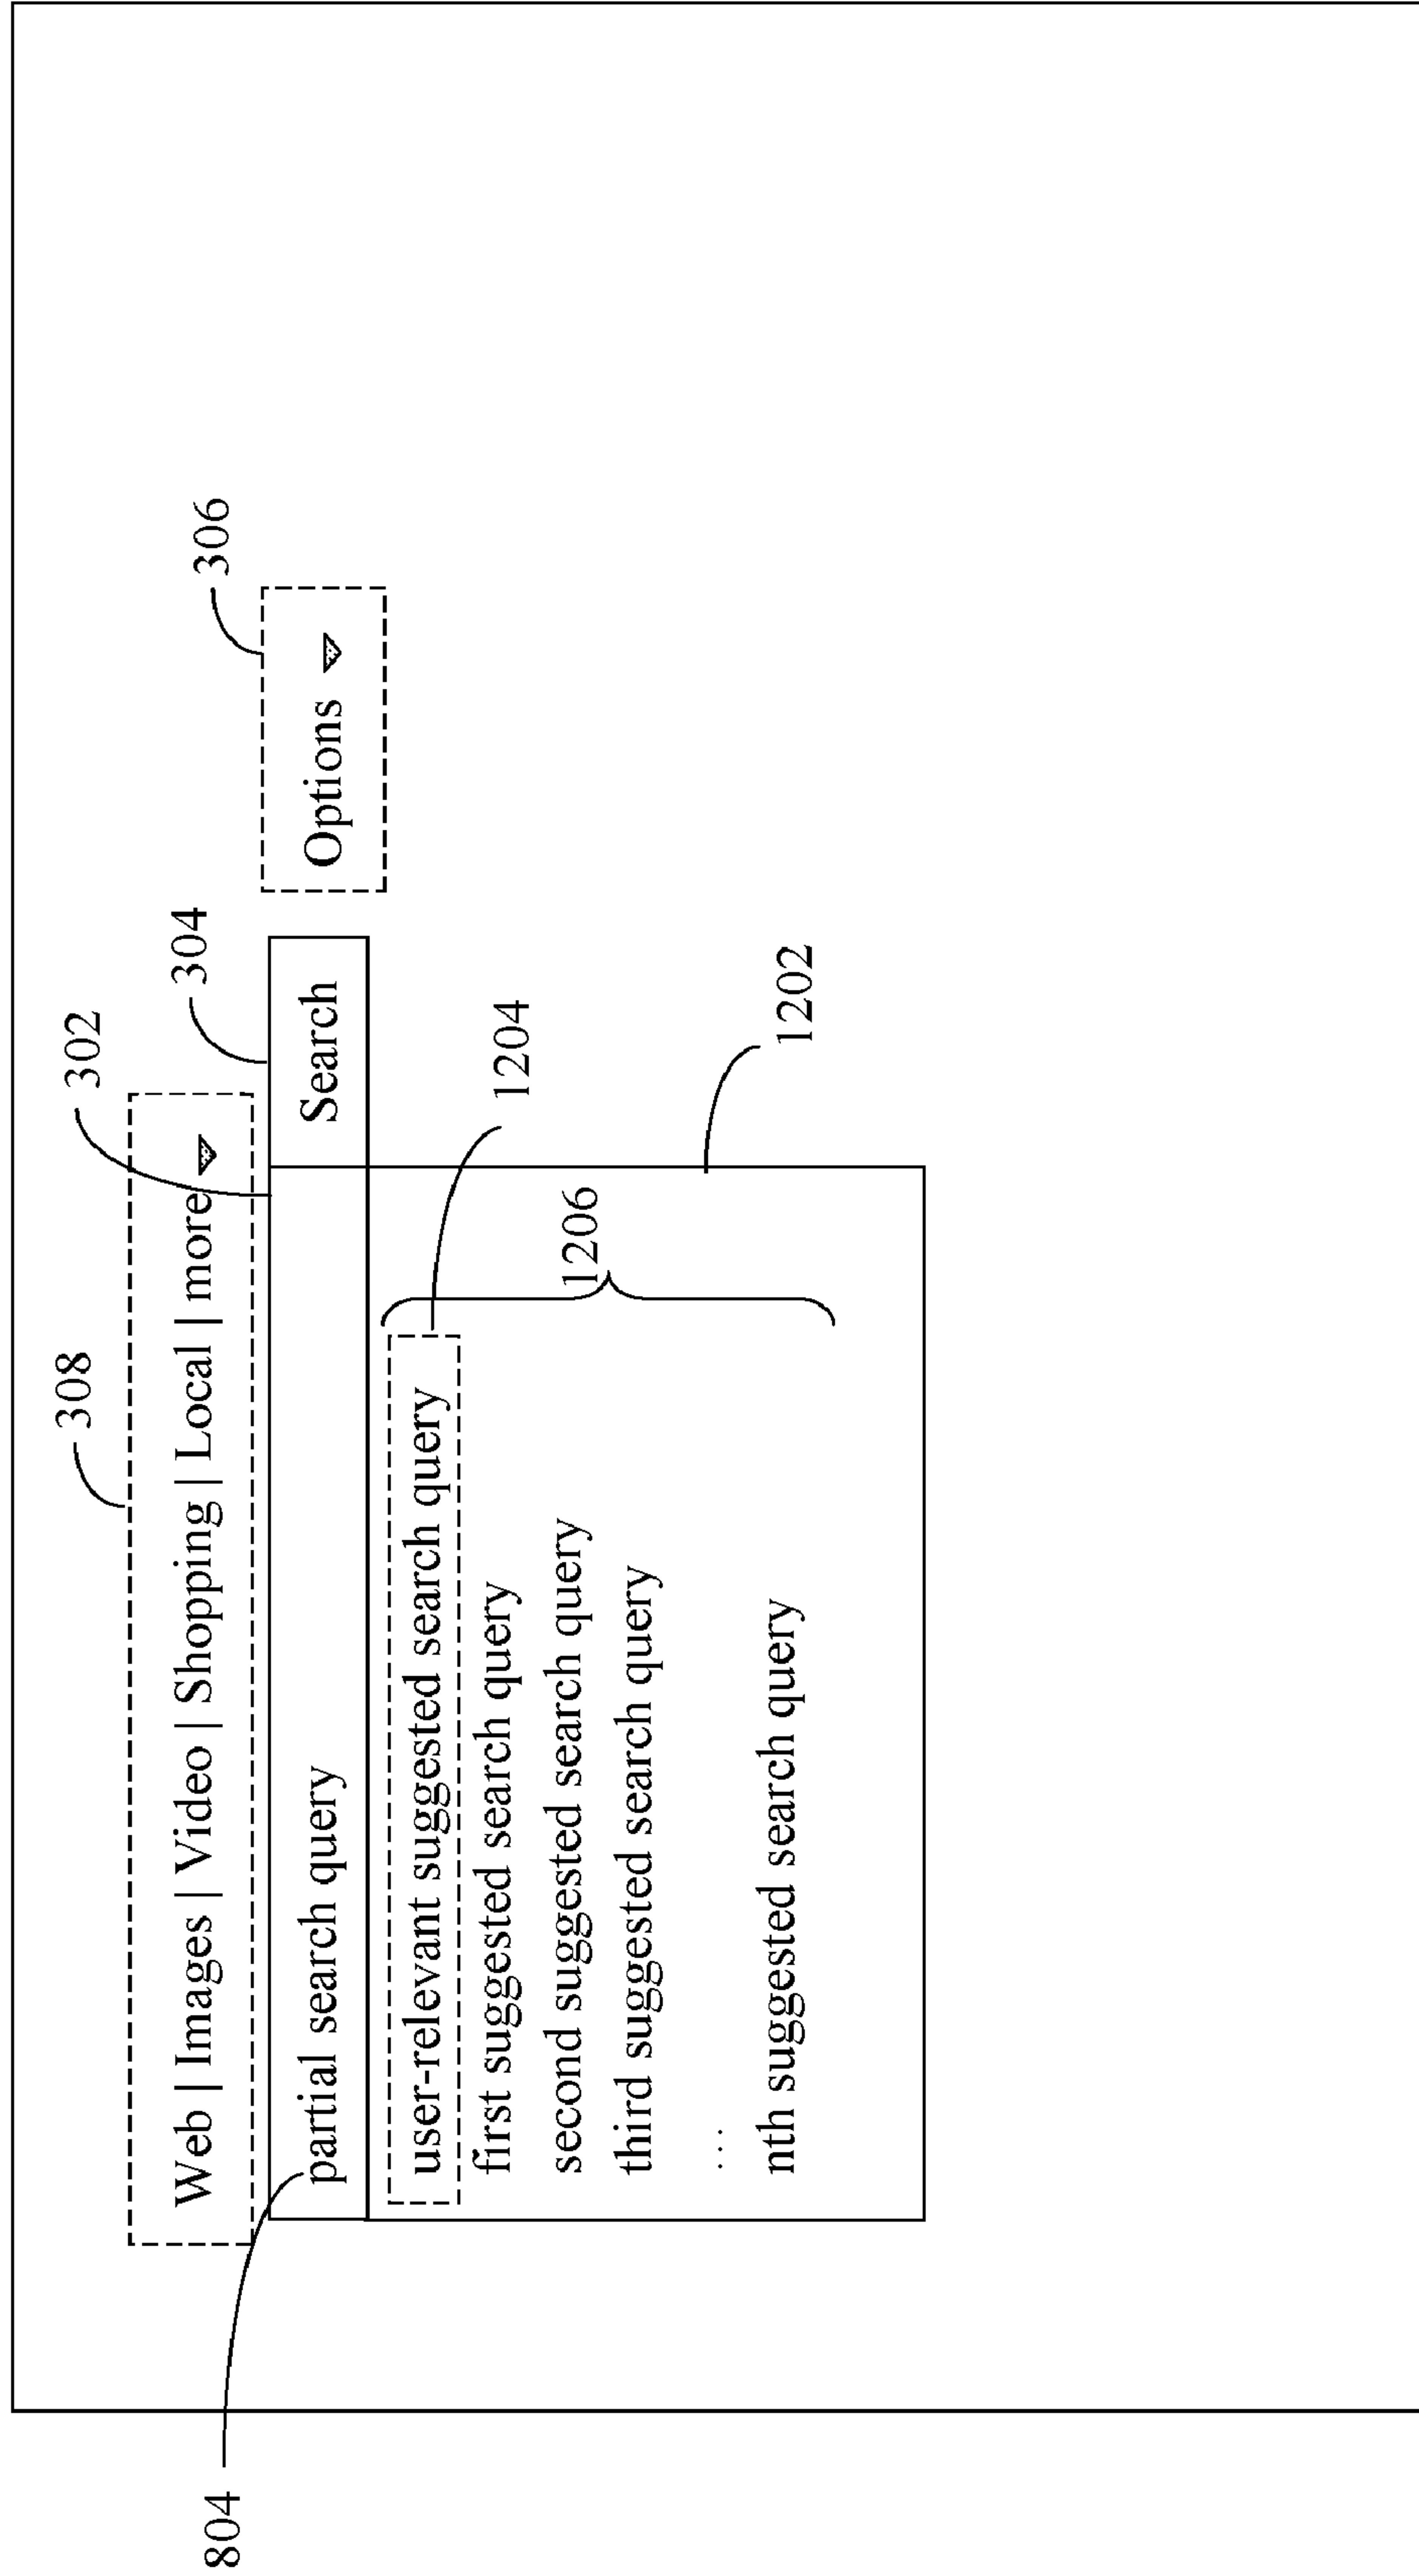 308
302
304
306
Web | Images | Video | Shopping | Local | more
804
partial search query
Search
Options
user-relevant suggested search query
1204
first suggested search query
second suggested search query
1206
third suggested search query
...
nth suggested search query
1202